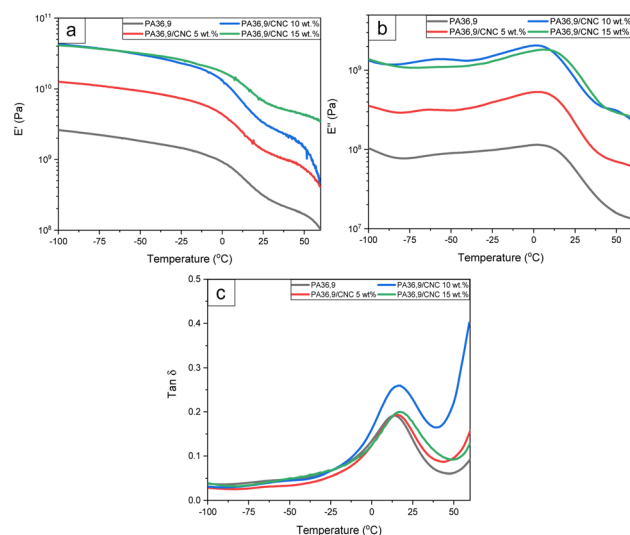 a
PA36,9
PA36,9/CNC 10 wt.%
PA36,9/CNC 5 wt.%
PA36,9/CNC 15 wt.%
10¹¹
10¹⁰
10⁹
10⁸
E' (Pa)
-100 -75 -50 -25 0 25 50
Temperature (°C)
b
PA36,9
PA36,9/CNC 10 wt.%
PA36,9/CNC 5 wt.%
PA36,9/CNC 15 wt.%
10⁹
10⁸
10⁷
E'' (Pa)
-100 -75 -50 -25 0 25 50
Temperature (°C)
c
PA36,9
PA36,9/CNC 10 wt.%
PA36,9/CNC 5 wt%
PA36,9/CNC 15 wt.%
0.5
0.4
0.3
0.2
0.1
0.0
Tan δ
-100 -75 -50 -25 0 25 50
Temperature (°C)